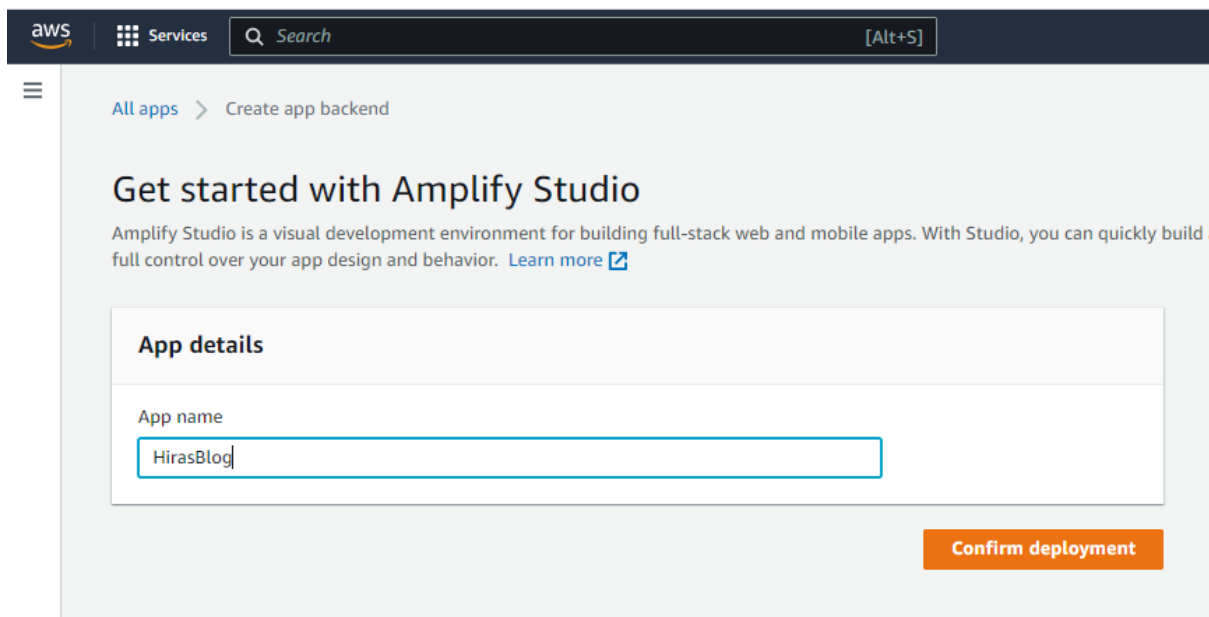 aws
Services
Search
[Alt+S]
All apps > Create app backend
Get started with Amplify Studio
Amplify Studio is a visual development environment for building full-stack web and mobile apps. With Studio, you can quickly build
full control over your app design and behavior. Learn more
App details
App name
HirasBlog
Confirm deployment